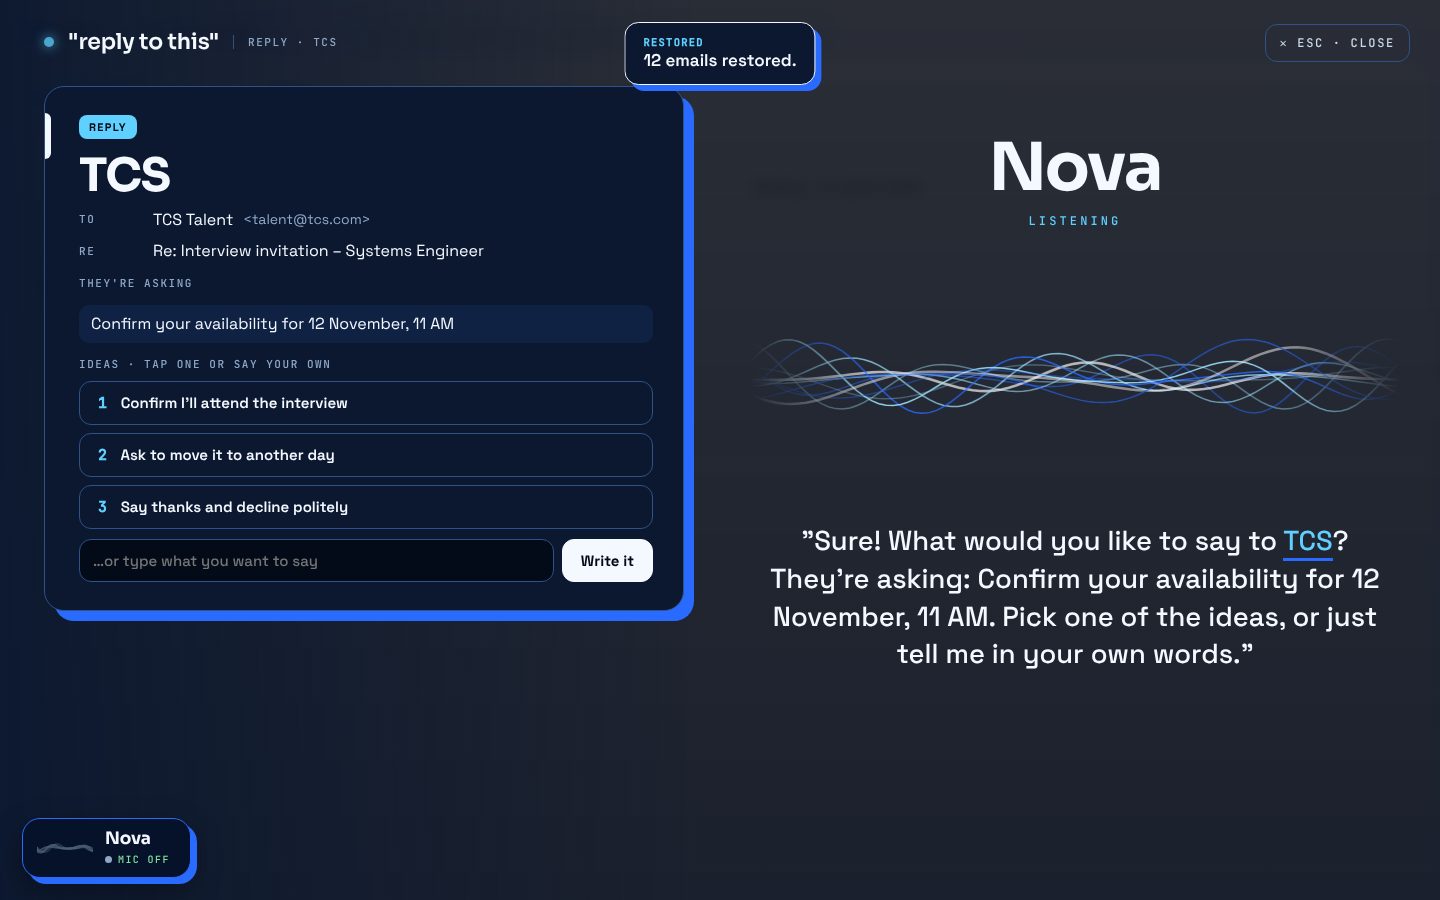 "reply to this"
REPLY · TCS
RESTORED
12 emails restored.
× ESC · CLOSE
REPLY
TCS
TO TCS Talent <talent@tcs.com>
RE Re: Interview invitation – Systems Engineer
THEY'RE ASKING
Confirm your availability for 12 November, 11 AM
IDEAS · TAP ONE OR SAY YOUR OWN
1 Confirm I'll attend the interview
2 Ask to move it to another day
3 Say thanks and decline politely
...or type what you want to say
Write it
Nova
LISTENING
"Sure! What would you like to say to TCS?
They're asking: Confirm your availability for 12
November, 11 AM. Pick one of the ideas, or just
tell me in your own words."
Nova
MIC OFF